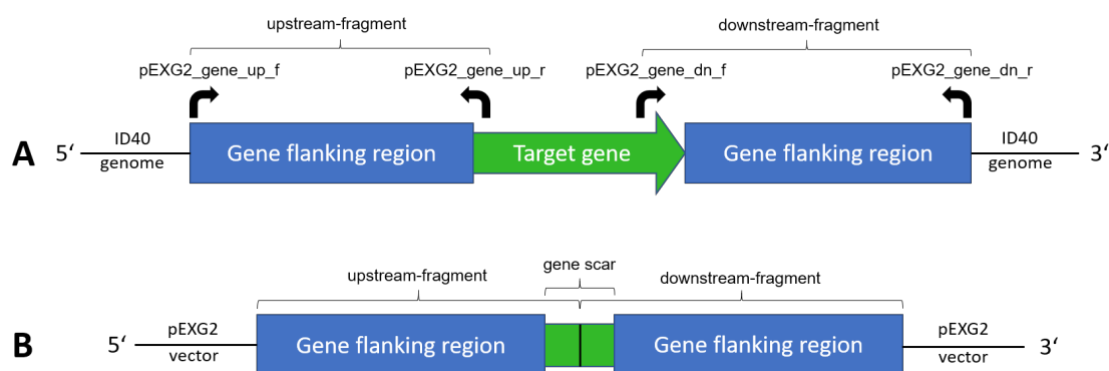 upstream-fragment
downstream-fragment
pEXG2_gene_up_f
pEXG2_gene_up_r
pEXG2_gene_dn_f
pEXG2_gene_dn_r
A
5‘
ID40
genome
Gene flanking region
Target gene
Gene flanking region
ID40
genome
3‘
upstream-fragment
gene scar
downstream-fragment
B
5‘
pEXG2
vector
Gene flanking region
Gene flanking region
pEXG2
vector
3‘